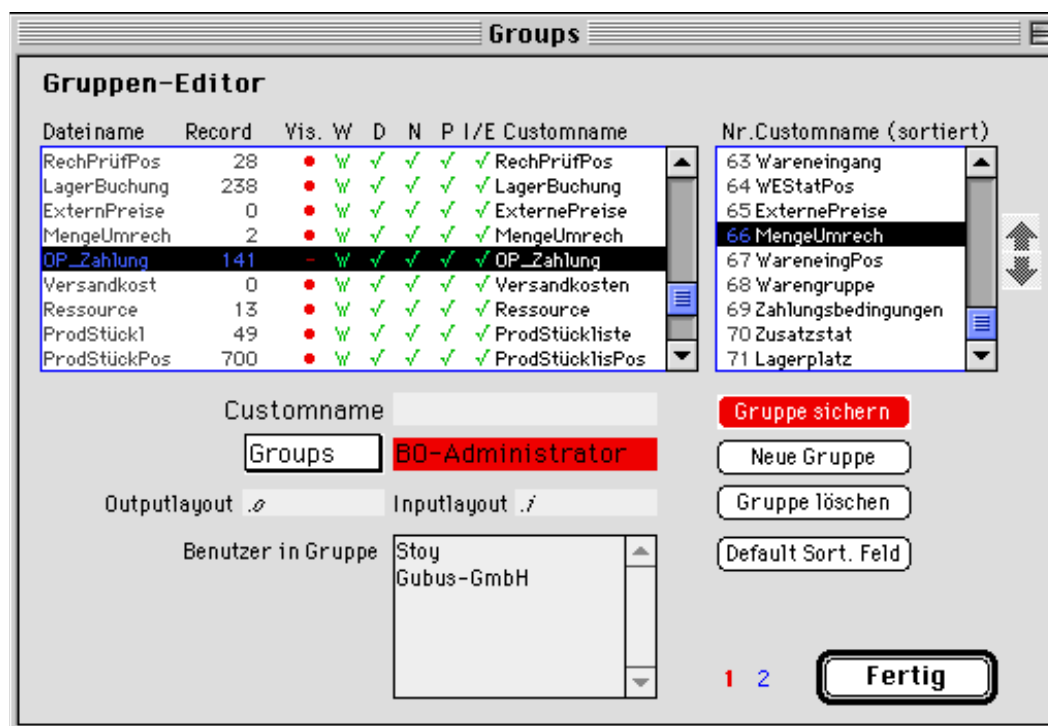 Groups
Gruppen-Editor
Dateiname Record Vis. W D N P I/E Customname
RechPrüfPos 28 • W √ √ √ √ RechPrüfPos
LagerBuchung 238 • W √ √ √ √ LagerBuchung
ExternPreise 0 • W √ √ √ √ ExternePreise
MengeUmrech 2 • W √ √ √ √ MengeUmrech
OP_Zahlung 141 - W √ √ √ √ OP_Zahlung
Versandkost 0 • W √ √ √ √ Versandkosten
Ressource 13 • W √ √ √ √ Ressource
ProdStückl 49 • W √ √ √ √ ProdStückliste
ProdStückPos 700 • W √ √ √ √ ProdStücklisPos
Nr. Customname (sortiert)
63 Wareneingang
64 WEStatPos
65 ExternePreise
66 MengeUmrech
67 WareneingPos
68 Warengruppe
69 Zahlungsbedingungen
70 Zusatzstat
71 Lagerplatz
Customname
Groups BO-Administrator
Outputlayout .o Inputlayout .i
Benutzer in Gruppe
Stoy
Gubus-GmbH
Gruppe sichern
Neue Gruppe
Gruppe löschen
Default Sort. Feld
1 2 Fertig